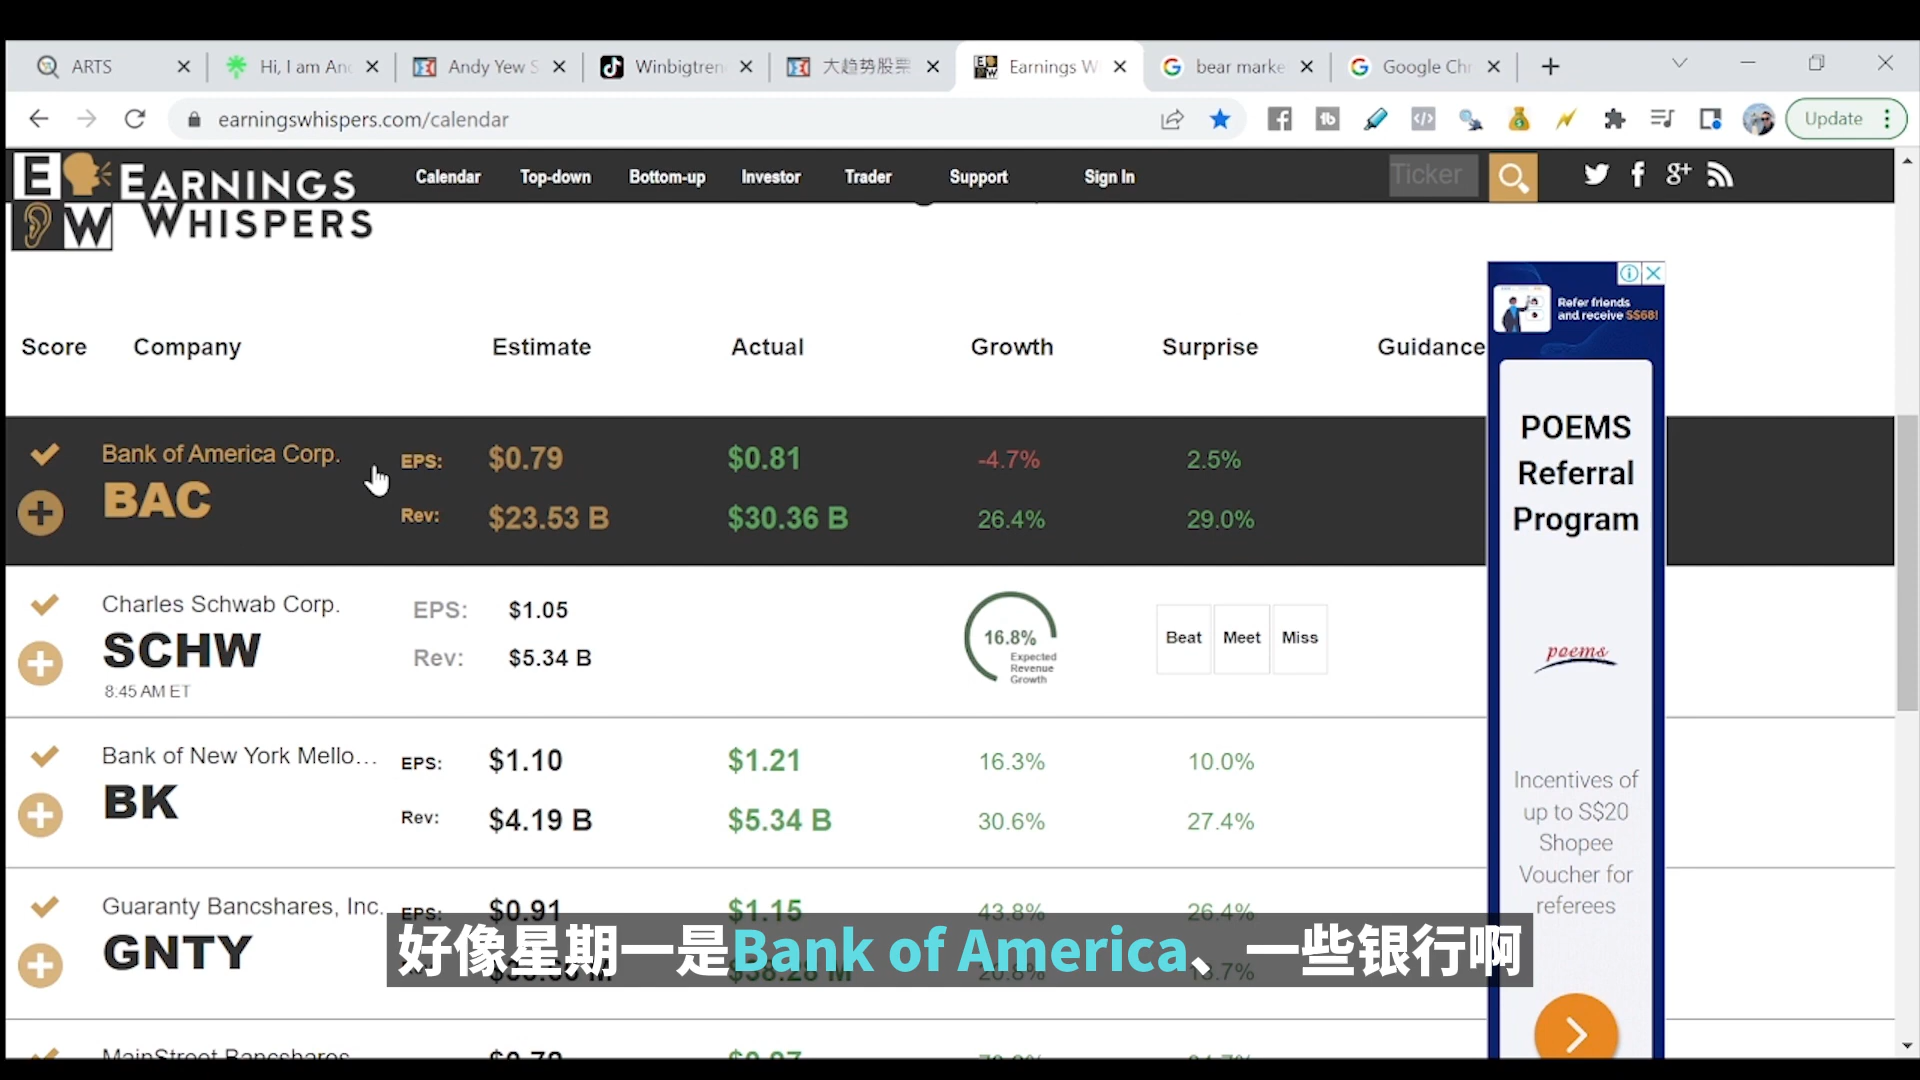 ARTS
Hi, I am And
Andy Yew S
Winbigtren
大趋势股票
Earnings W
bear marke
Google Chr
earningswhispers.com/calendar
Update
E W EARNINGS WHISPERS
Calendar
Top-down
Bottom-up
Investor
Trader
Support
Sign In
Ticker
Score Company Estimate Actual Growth Surprise Guidance
Bank of America Corp. EPS: $0.79 $0.81 -4.7% 2.5%
BAC Rev: $23.53 B $30.36 B 26.4% 29.0%
Charles Schwab Corp. EPS: $1.05
SCHW Rev: $5.34 B
8:45 AM ET
16.8%
Expected
Revenue
Growth
Beat Meet Miss
Bank of New York Mello... EPS: $1.10 $1.21 16.3% 10.0%
BK Rev: $4.19 B $5.34 B 30.6% 27.4%
Guaranty Bancshares, Inc. EPS: $0.91 $1.15 43.8% 26.4%
GNTY
好像星期一是Bank of America、一些银行啊
MainStreet Bancshares
Refer friends
and receive S$68!
POEMS
Referral
Program
poems
Incentives of
up to S$20
Shopee
Voucher for
referees